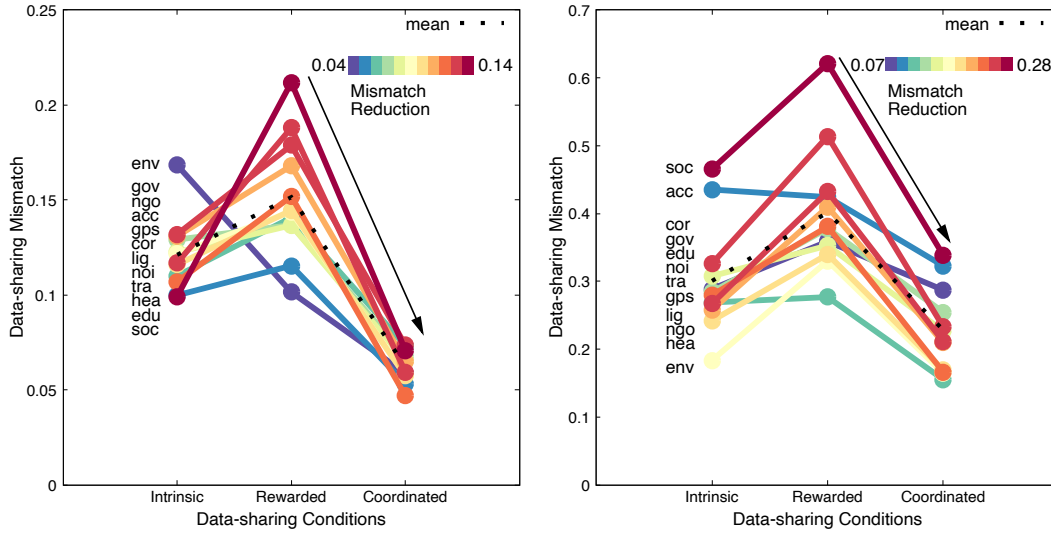 0.25
0.2
0.15
0.1
0.05
0
Data-sharing Mismatch
mean
0.04
0.14
Mismatch
Reduction
env
gov
ngo
acc
gps
cor
lig
noi
tra
hea
edu
soc
Intrinsic
Rewarded
Coordinated
Data-sharing Conditions
0.7
0.6
0.5
0.4
0.3
0.2
0.1
0
Data-sharing Mismatch
mean
0.07
0.28
Mismatch
Reduction
soc
acc
cor
gov
edu
noi
tra
gps
lig
ngo
hea
env
Intrinsic
Rewarded
Coordinated
Data-sharing Conditions